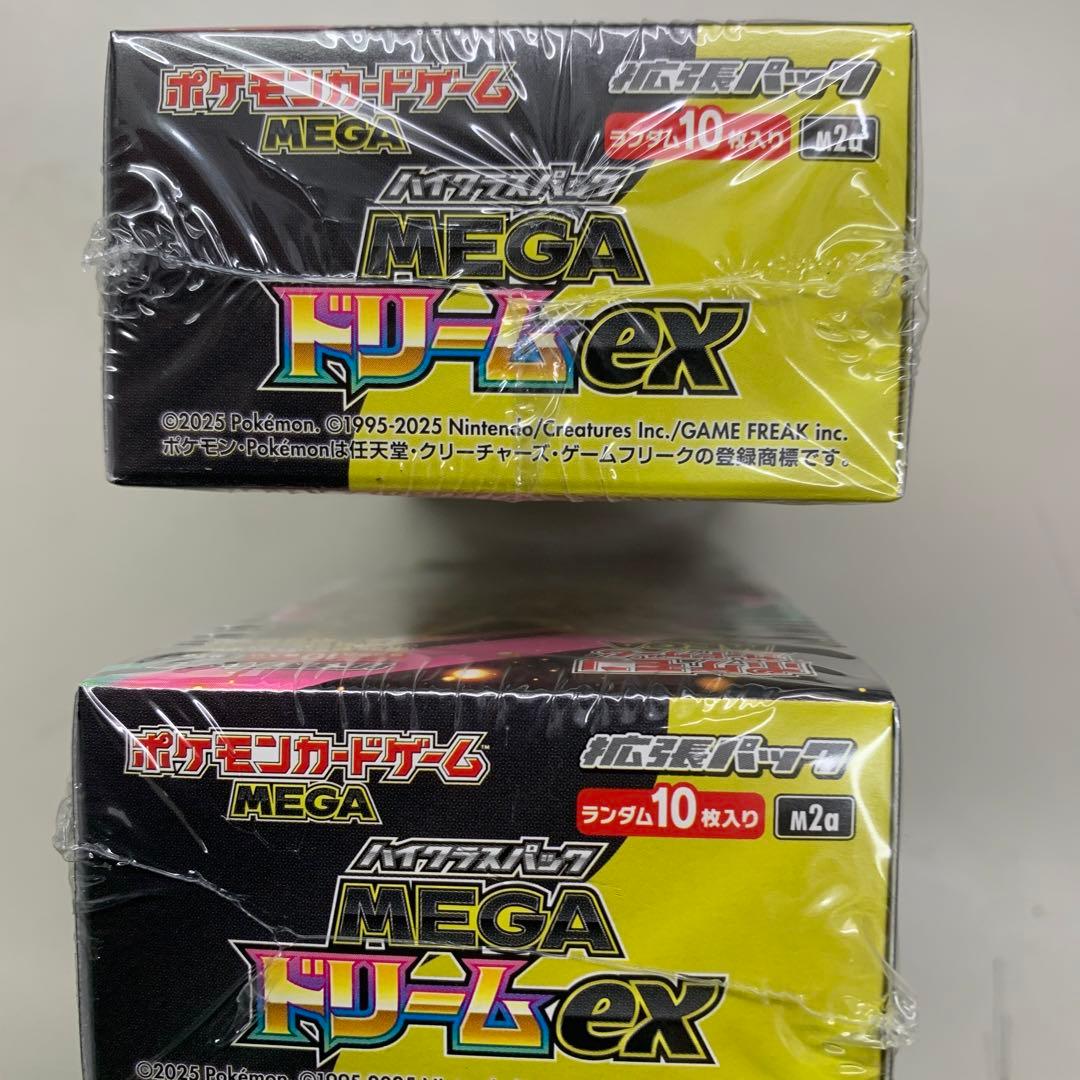 ポケモンカードゲーム
MEGA
拡張パック
ランダム10枚入り
M2a
ハイクラスパック
MEGA
ドリームex
©2025 Pokémon. ©1995-2025 Nintendo/Creatures Inc./GAME FREAK inc.
ポケモン・Pokémonは任天堂・クリーチャーズ・ゲームフリークの登録商標です。
ポケモンカードゲーム™
MEGA
拡張パック
ランダム10枚入り
M2a
ハイクラスパック
MEGA
ドリームex
©2025 Pokémon. ©1995-2025